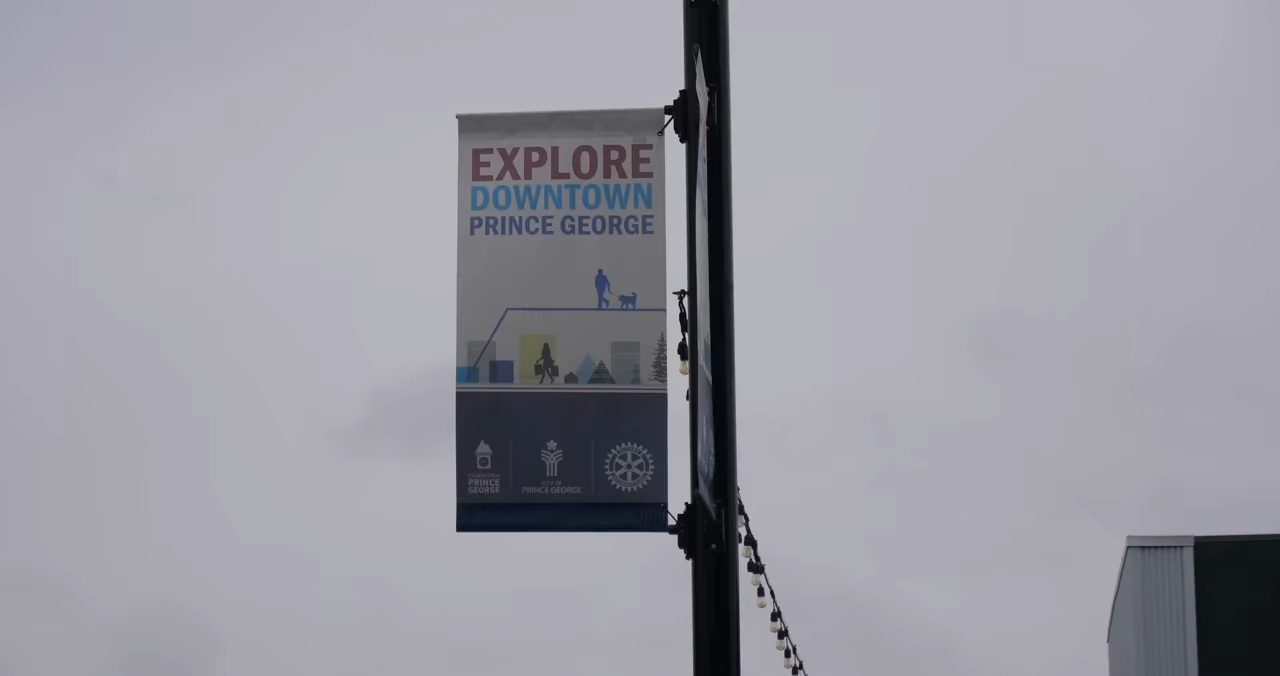 EXPLORE
DOWNTOWN
PRINCE GEORGE
DOWNTOWN
PRINCE
GEORGE
CITY OF
PRINCE GEORGE